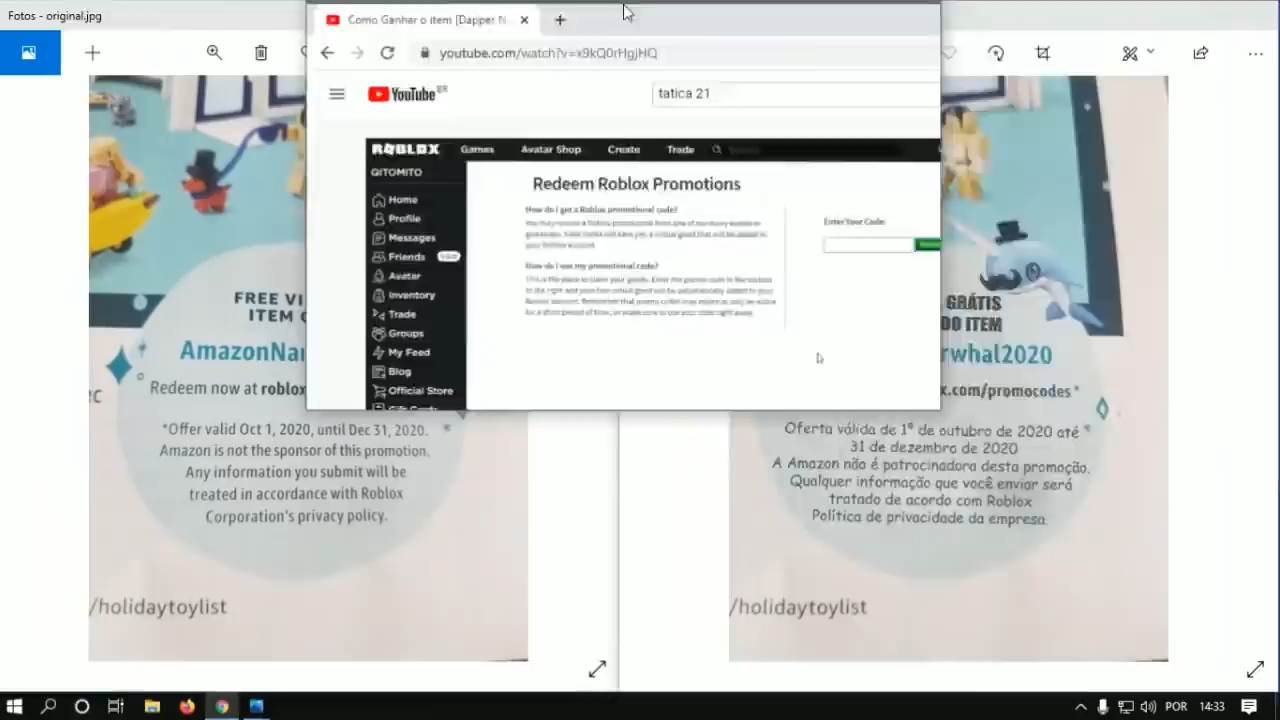 Fotos - original.jpg
Como Ganhar o item [Dapper N
youtube.com/watch?v=x9kQ0rHgjHQ
YouTube BR
tatica 21
ROBLOX Games Avatar Shop Create Trade Search
QITOMITO
Home
Profile
Messages
Friends
Avatar
Inventory
Trade
Groups
My Feed
Blog
Official Store
Redeem Roblox Promotions
How do I get a Roblox promotional code?
How do I use my promotional code?
Enter Your Code:
FREE VI
ITEM
AmazonNa
Redeem now at roblox
*Offer valid Oct 1, 2020, until Dec 31, 2020.
Amazon is not the sponsor of this promotion.
Any information you submit will be
treated in accordance with Roblox
Corporation's privacy policy.
/holidaytoylist
GRÁTIS
DO ITEM
rwhal2020
x.com/promocodes*
Oferta válida de 1º de outubro de 2020 até *
31 de dezembro de 2020
A Amazon não é patrocinadora desta promoção.
Qualquer informação que você enviar será
tratado de acordo com Roblox
Política de privacidade da empresa.
/holidaytoylist
POR 14:33